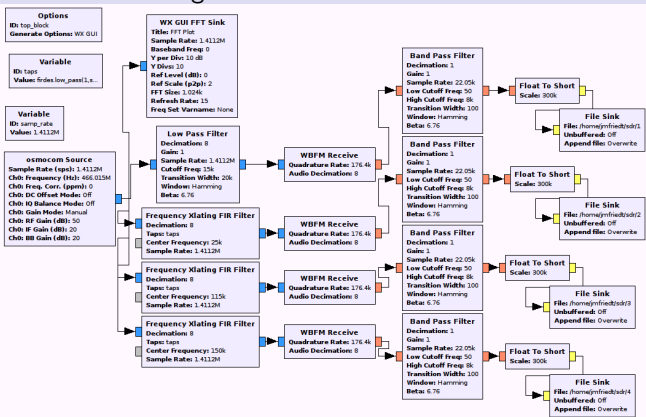 Options
ID: top_block
Generate Options: WX GUI
Variable
ID: taps
Value: firdes.low_pass(1,s...
Variable
ID: samp_rate
Value: 1.4112M
osmocom Source
Sample Rate (sps): 1.4112M
Ch0: Frequency (Hz): 466.015M
Ch0: Freq. Corr. (ppm): 0
Ch0: DC Offset Mode: Off
Ch0: IQ Balance Mode: Off
Ch0: Gain Mode: Manual
Ch0: RF Gain (dB): 50
Ch0: IF Gain (dB): 20
Ch0: BB Gain (dB): 20
WX GUI FFT Sink
Title: FFT Plot
Sample Rate: 1.4112M
Baseband Freq: 0
Y per Div: 10 dB
Y Divs: 10
Ref Level (dB): 0
Ref Scale (p2p): 2
FFT Size: 1.024k
Refresh Rate: 15
Freq Set Varname: None
Low Pass Filter
Decimation: 8
Gain: 1
Sample Rate: 1.4112M
Cutoff Freq: 15k
Transition Width: 20k
Window: Hamming
Beta: 6.76
Frequency Xlating FIR Filter
Decimation: 8
Taps: taps
Center Frequency: 25k
Sample Rate: 1.4112M
Frequency Xlating FIR Filter
Decimation: 8
Taps: taps
Center Frequency: 115k
Sample Rate: 1.4112M
Frequency Xlating FIR Filter
Decimation: 8
Taps: taps
Center Frequency: 150k
Sample Rate: 1.4112M
WBFM Receive
Quadrature Rate: 176.4k
Audio Decimation: 8
WBFM Receive
Quadrature Rate: 176.4k
Audio Decimation: 8
WBFM Receive
Quadrature Rate: 176.4k
Audio Decimation: 8
WBFM Receive
Quadrature Rate: 176.4k
Audio Decimation: 8
Band Pass Filter
Decimation: 1
Gain: 1
Sample Rate: 22.05k
Low Cutoff Freq: 50
High Cutoff Freq: 8k
Transition Width: 100
Window: Hamming
Beta: 6.76
Band Pass Filter
Decimation: 1
Gain: 1
Sample Rate: 22.05k
Low Cutoff Freq: 50
High Cutoff Freq: 8k
Transition Width: 100
Window: Hamming
Beta: 6.76
Band Pass Filter
Decimation: 1
Gain: 1
Sample Rate: 22.05k
Low Cutoff Freq: 50
High Cutoff Freq: 8k
Transition Width: 100
Window: Hamming
Beta: 6.76
Band Pass Filter
Decimation: 1
Gain: 1
Sample Rate: 22.05k
Low Cutoff Freq: 50
High Cutoff Freq: 8k
Transition Width: 100
Window: Hamming
Beta: 6.76
Float To Short
Scale: 300k
File Sink
File: /home/jmfriedt/sdr/1
Unbuffered: Off
Append file: Overwrite
Float To Short
Scale: 300k
File Sink
File: /home/jmfriedt/sdr/2
Unbuffered: Off
Append file: Overwrite
Float To Short
Scale: 300k
File Sink
File: /home/jmfriedt/sdr/3
Unbuffered: Off
Append file: Overwrite
Float To Short
Scale: 300k
File Sink
File: /home/jmfriedt/sdr/4
Unbuffered: Off
Append file: Overwrite